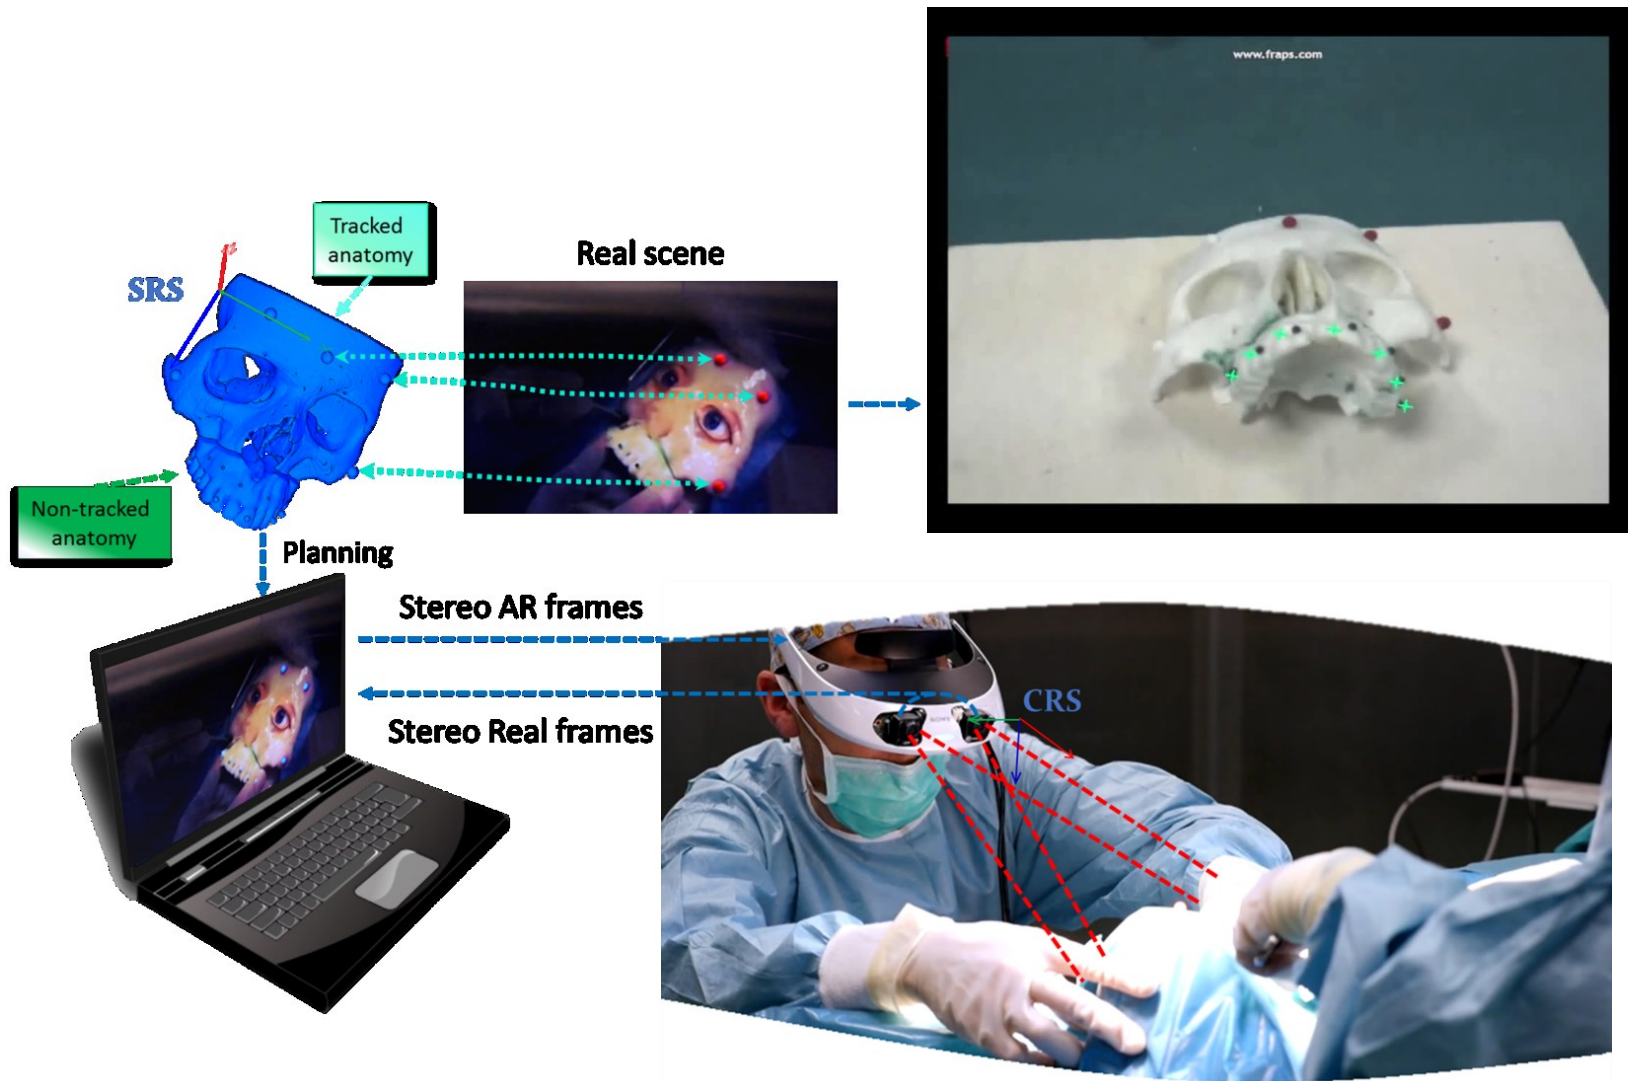 www.fraps.com
Tracked
anatomy
Real scene
SRS
Non-tracked
anatomy
Planning
Stereo AR frames
Stereo Real frames
CRS
SONY